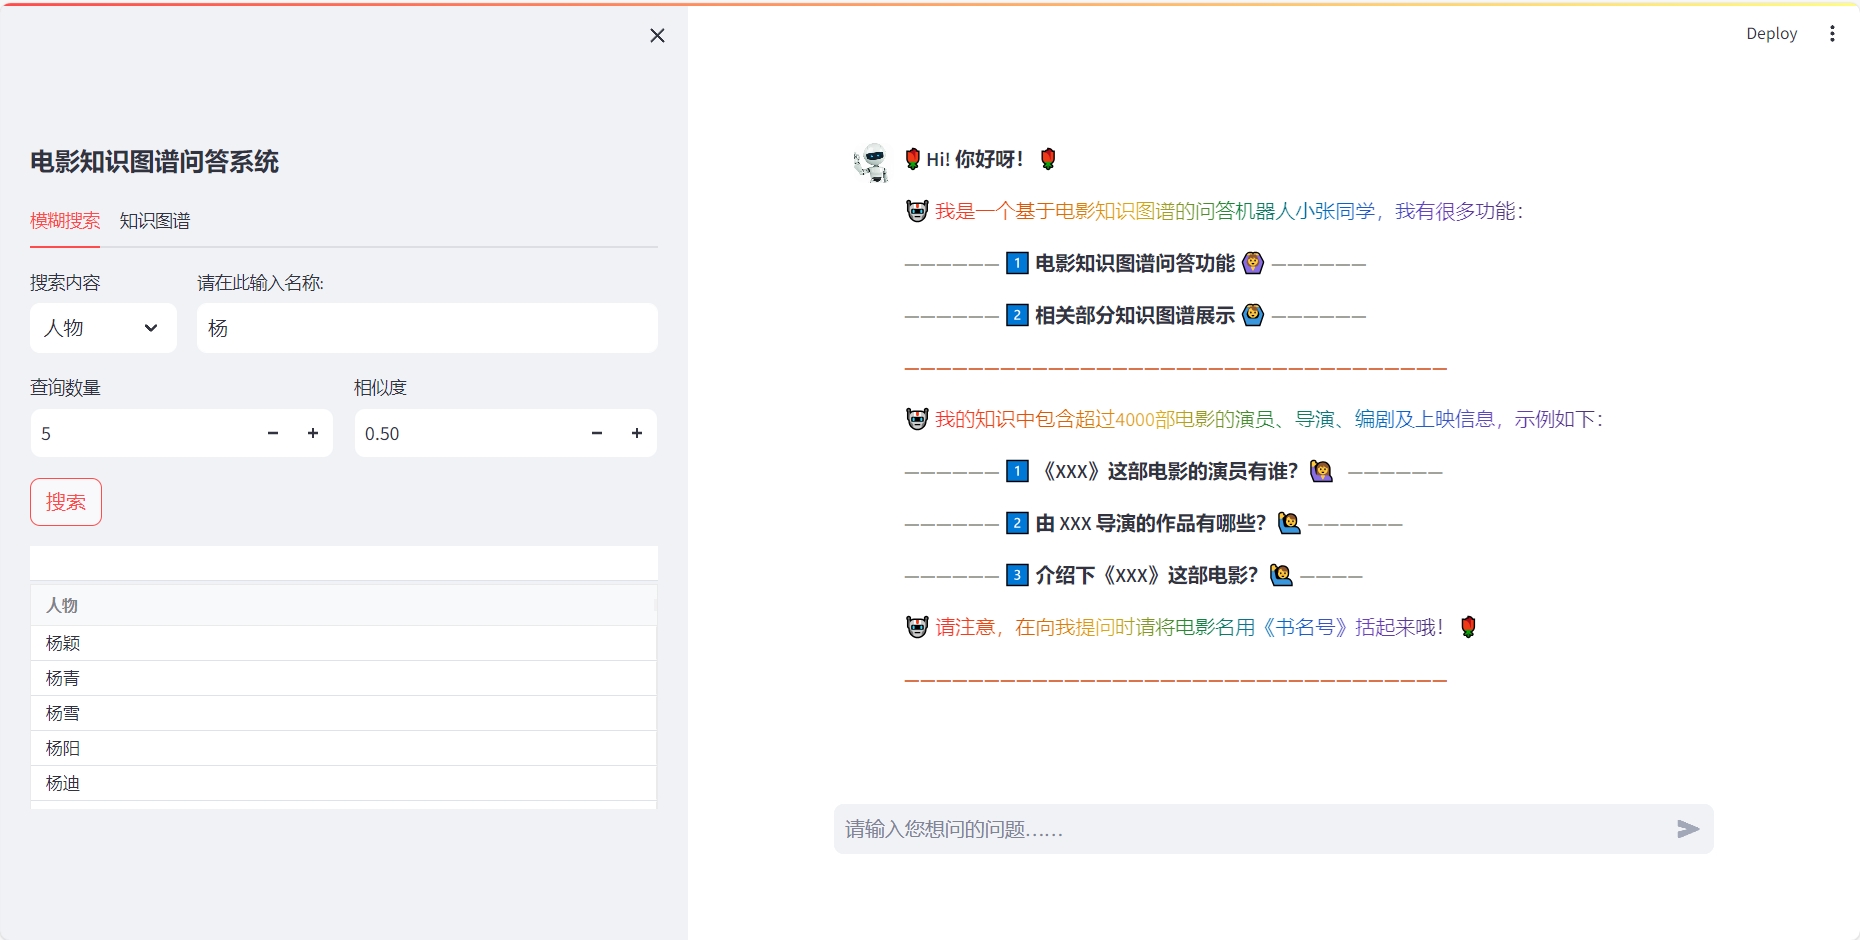 Deploy
电影知识图谱问答系统
模糊搜索 知识图谱
搜索内容 请在此输入名称:
人物 杨
查询数量 相似度
5 0.50
搜索
人物
杨颖
杨青
杨雪
杨阳
杨迪
Hi! 你好呀！
我是一个基于电影知识图谱的问答机器人小张同学，我有很多功能：
—————— 1 电影知识图谱问答功能 ——————
—————— 2 相关部分知识图谱展示 ——————
——————————————————————————————————
我的知识中包含超过4000部电影的演员、导演、编剧及上映信息，示例如下：
—————— 1 《XXX》这部电影的演员有谁？ ——————
—————— 2 由 XXX 导演的作品有哪些？ ——————
—————— 3 介绍下《XXX》这部电影？ ————
请注意，在向我提问时请将电影名用《书名号》括起来哦！
——————————————————————————————————
请输入您想问的问题……